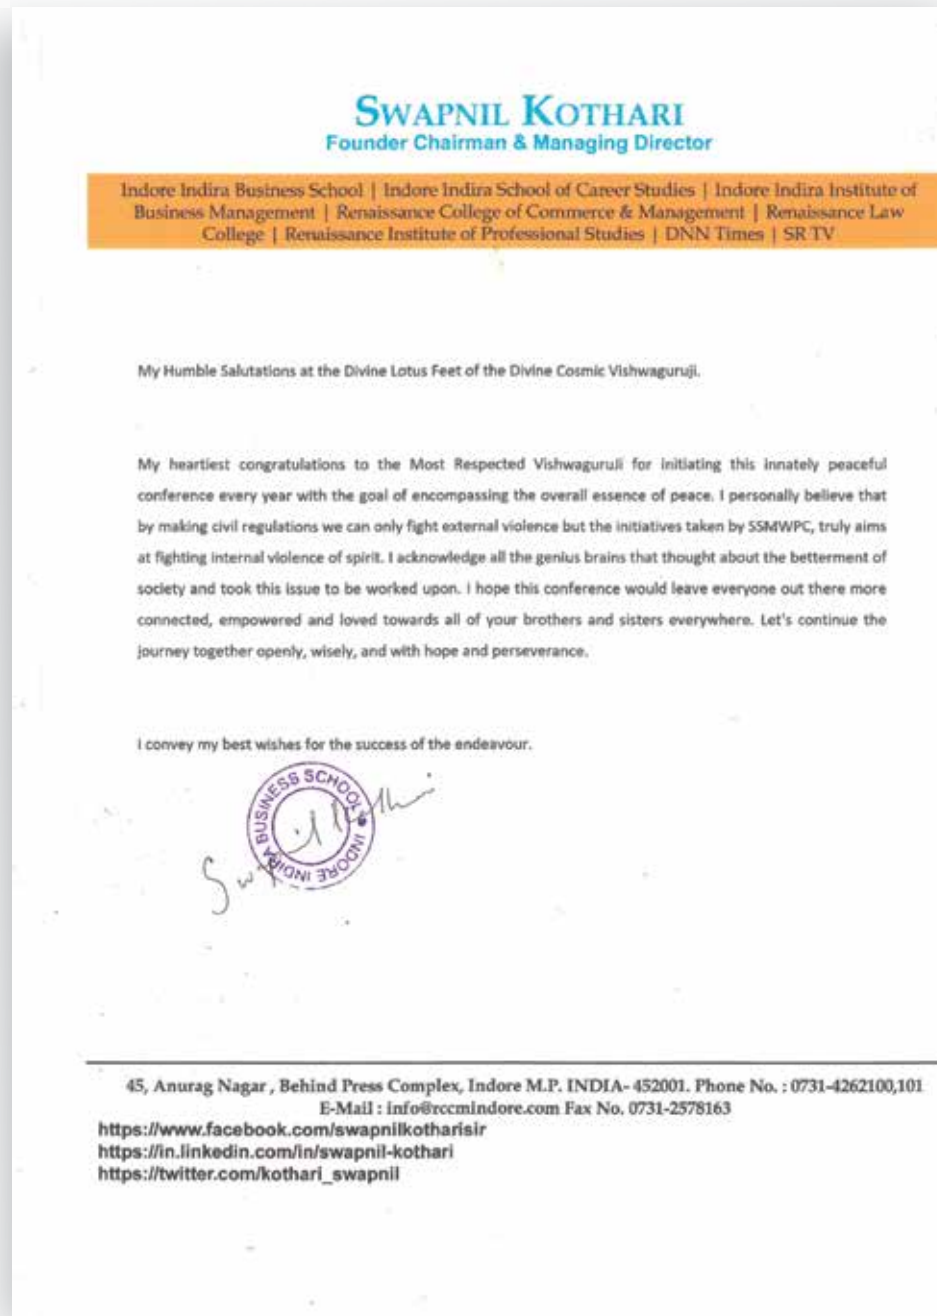 SWAPNIL KOTHARI
Founder Chairman & Managing Director
Indore Indira Business School | Indore Indira School of Career Studies | Indore Indira Institute of
Business Management | Renaissance College of Commerce & Management | Renaissance Law
College | Renaissance Institute of Professional Studies | DNN Times | SR TV
My Humble Salutations at the Divine Lotus Feet of the Divine Cosmic Vishwaguruji.
My heartiest congratulations to the Most Respected Vishwaguruji for initiating this innately peaceful
conference every year with the goal of encompassing the overall essence of peace. I personally believe that
by making civil regulations we can only fight external violence but the initiatives taken by SSMWPC, truly aims
at fighting internal violence of spirit. I acknowledge all the genius brains that thought about the betterment of
society and took this issue to be worked upon. I hope this conference would leave everyone out there more
connected, empowered and loved towards all of your brothers and sisters everywhere. Let's continue the
journey together openly, wisely, and with hope and perseverance.
I convey my best wishes for the success of the endeavour.
INDORE INDIRA BUSINESS SCHOOL
Swapnil Kothari
45, Anurag Nagar , Behind Press Complex, Indore M.P. INDIA- 452001. Phone No. : 0731-4262100,101
E-Mail : info@rccmindore.com Fax No. 0731-2578163
https://www.facebook.com/swapnilkotharisir
https://in.linkedin.com/in/swapnil-kothari
https://twitter.com/kothari_swapnil